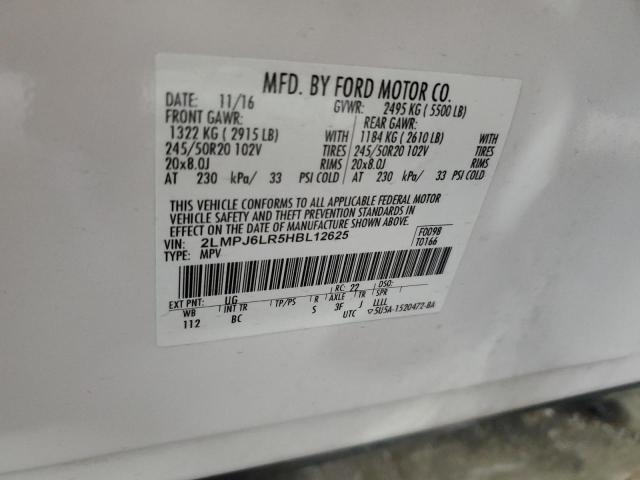 MFD. BY FORD MOTOR CO.
DATE: 11/16 GVWR: 2495 KG ( 5500 LB)
FRONT GAWR: REAR GAWR:
1322 KG ( 2915 LB) WITH 1184 KG ( 2610 LB) WITH
245/50R20 102V TIRES 245/50R20 102V TIRES
20x8.0J RIMS 20x8.0J RIMS
AT 230 kPa/ 33 PSI COLD AT 230 kPa/ 33 PSI COLD
THIS VEHICLE CONFORMS TO ALL APPLICABLE FEDERAL MOTOR
VEHICLE SAFETY AND THEFT PREVENTION STANDARDS IN
EFFECT ON THE DATE OF MANUFACTURE SHOWN ABOVE.
VIN: 2LMPJ6LR5HBL12625 F0098
TYPE: MPV T0166
RC: 22 DSO:
EXT PNT: UG
WB INT TR TP/PS R AXLE TR SPR
112 BC S 3F J LLLL
UTC ▽5U5A-1520472-BA